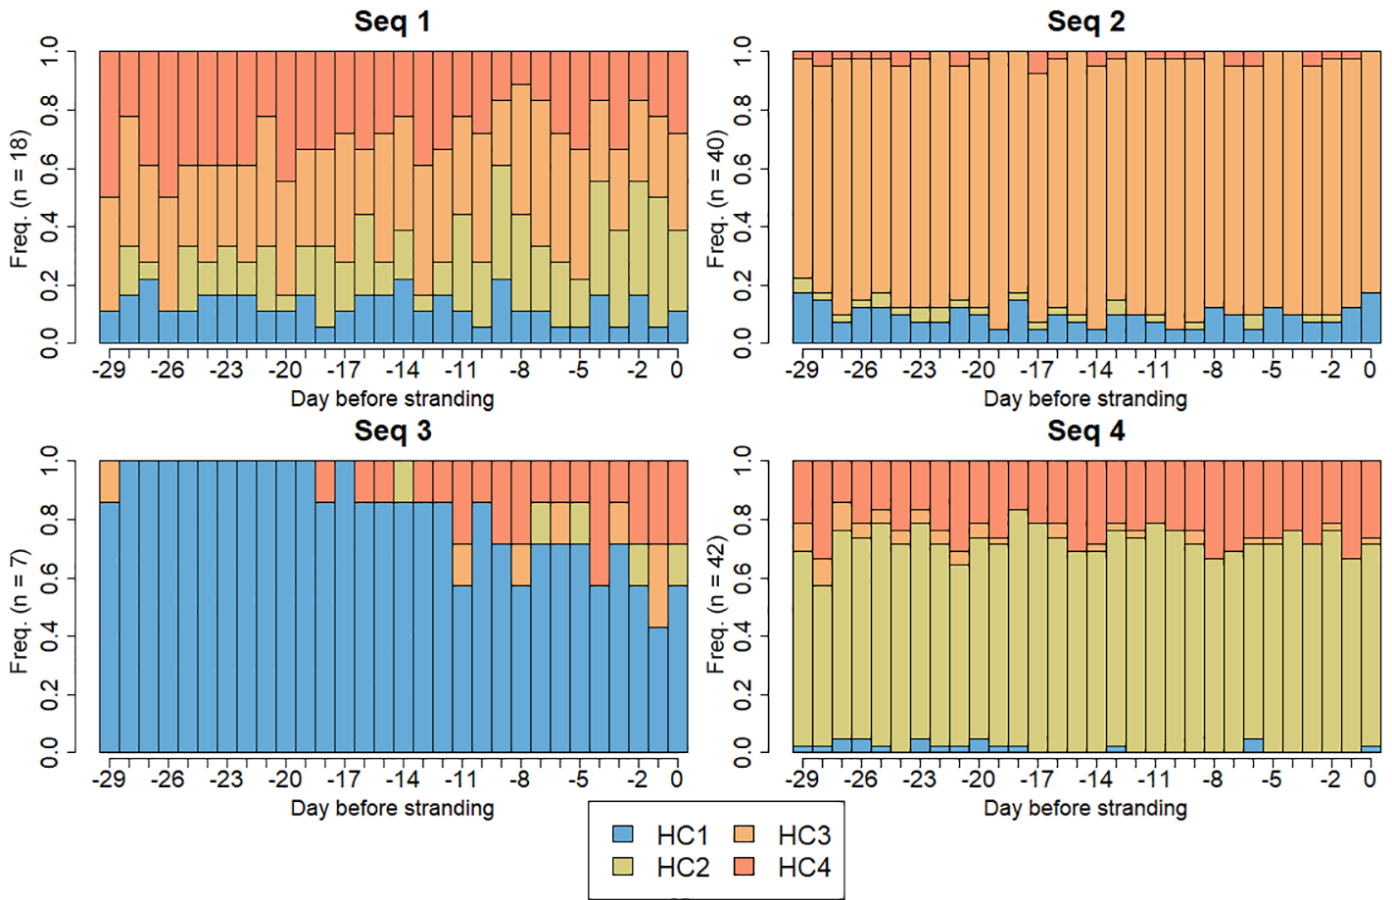 Seq 1
Freq. (n = 18)
0.0 0.2 0.4 0.6 0.8 1.0
-29 -26 -23 -20 -17 -14 -11 -8 -5 -2 0
Day before stranding
Seq 2
Freq. (n = 40)
0.0 0.2 0.4 0.6 0.8 1.0
-29 -26 -23 -20 -17 -14 -11 -8 -5 -2 0
Day before stranding
Seq 3
Freq. (n = 7)
0.0 0.2 0.4 0.6 0.8 1.0
-29 -26 -23 -20 -17 -14 -11 -8 -5 -2 0
Day before stranding
Seq 4
Freq. (n = 42)
0.0 0.2 0.4 0.6 0.8 1.0
-29 -26 -23 -20 -17 -14 -11 -8 -5 -2 0
Day before stranding
HC1 HC3
HC2 HC4